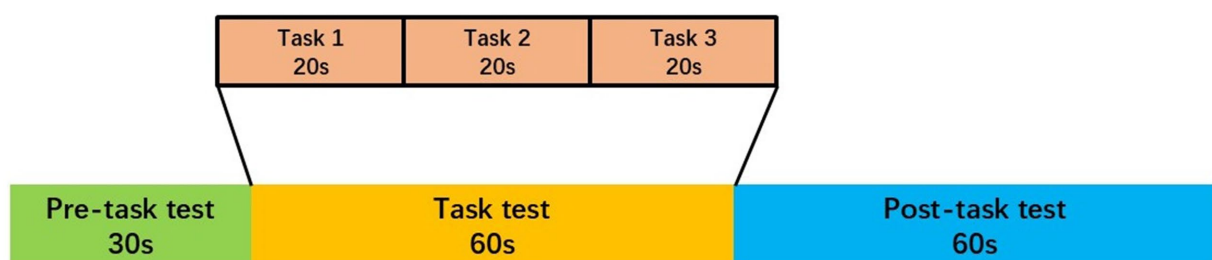 Task 1
20s
Task 2
20s
Task 3
20s
Pre-task test
30s
Task test
60s
Post-task test
60s